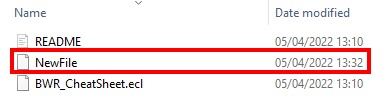 Name Date modified
README 05/04/2022 13:10
NewFile 05/04/2022 13:32
BWR_CheatSheet.ecl 05/04/2022 13:10